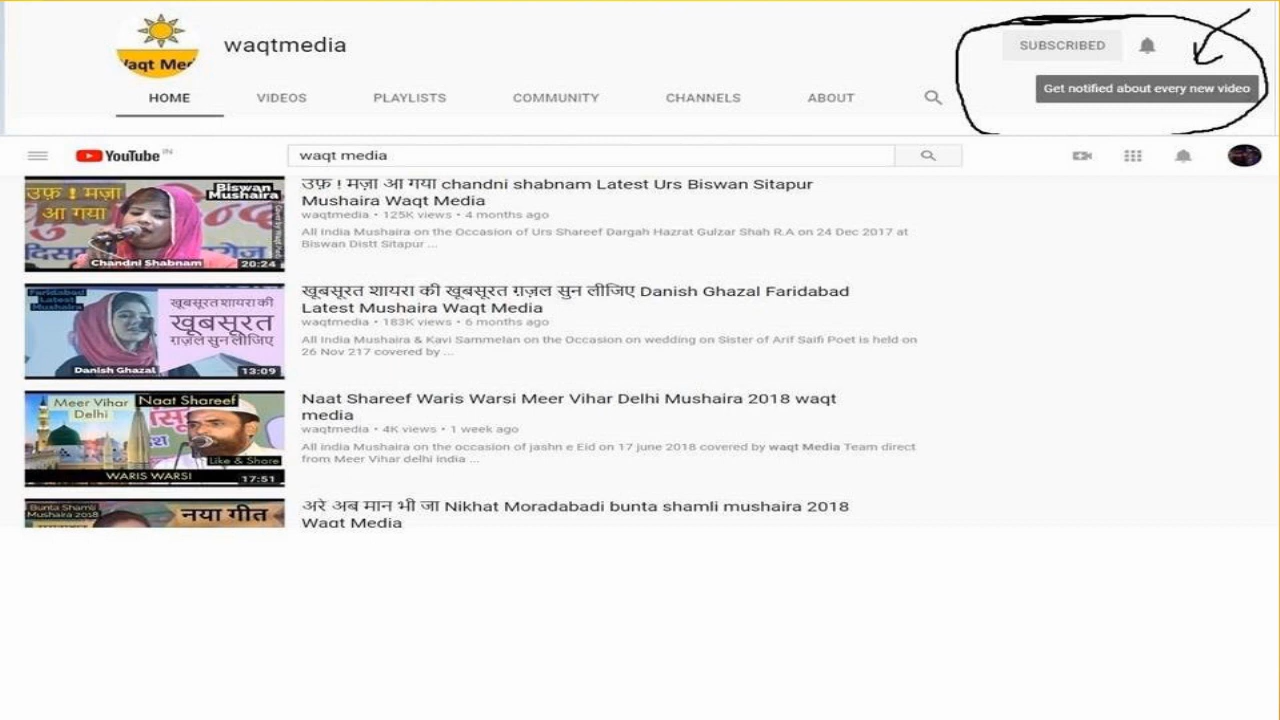 waqtmedia
SUBSCRIBED
Waqt Med
Get notified about every new video
HOME VIDEOS PLAYLISTS COMMUNITY CHANNELS ABOUT
YouTube IN
waqt media
उफ़ ! मज़ा आ गया
Biswan Mushaira
Chandni Shabnam
20:24
उफ़ ! मज़ा आ गया chandni shabnam Latest Urs Biswan Sitapur
Mushaira Waqt Media
waqtmedia • 125K views • 4 months ago
All India Mushaira on the Occasion of Urs Shareef Dargah Hazrat Gulzar Shah R.A on 24 Dec 2017 at
Biswan Distt Sitapur ...
Faridabad
Latest
Mushaira
खूबसूरत शायरा की
खूबसूरत
ग़ज़ल सुन लीजिए
Danish Ghazal
13:09
खूबसूरत शायरा की खूबसूरत ग़ज़ल सुन लीजिए Danish Ghazal Faridabad
Latest Mushaira Waqt Media
waqtmedia • 183K views • 6 months ago
All India Mushaira & Kavi Sammelan on the Occasion on wedding on Sister of Arif Saifi Poet is held on
26 Nov 217 covered by ...
Meer Vihar
Delhi
Naat Shareef
Like & Share
WARIS WARSI
17:51
Naat Shareef Waris Warsi Meer Vihar Delhi Mushaira 2018 waqt
media
waqtmedia • 4K views • 1 week ago
All india Mushaira on the occasion of jashn e Eid on 17 june 2018 covered by waqt Media Team direct
from Meer Vihar delhi india ...
Bunta Shamli
Mushaira 2018
नया गीत
अरे अब मान भी जा Nikhat Moradabadi bunta shamli mushaira 2018
Waqt Media